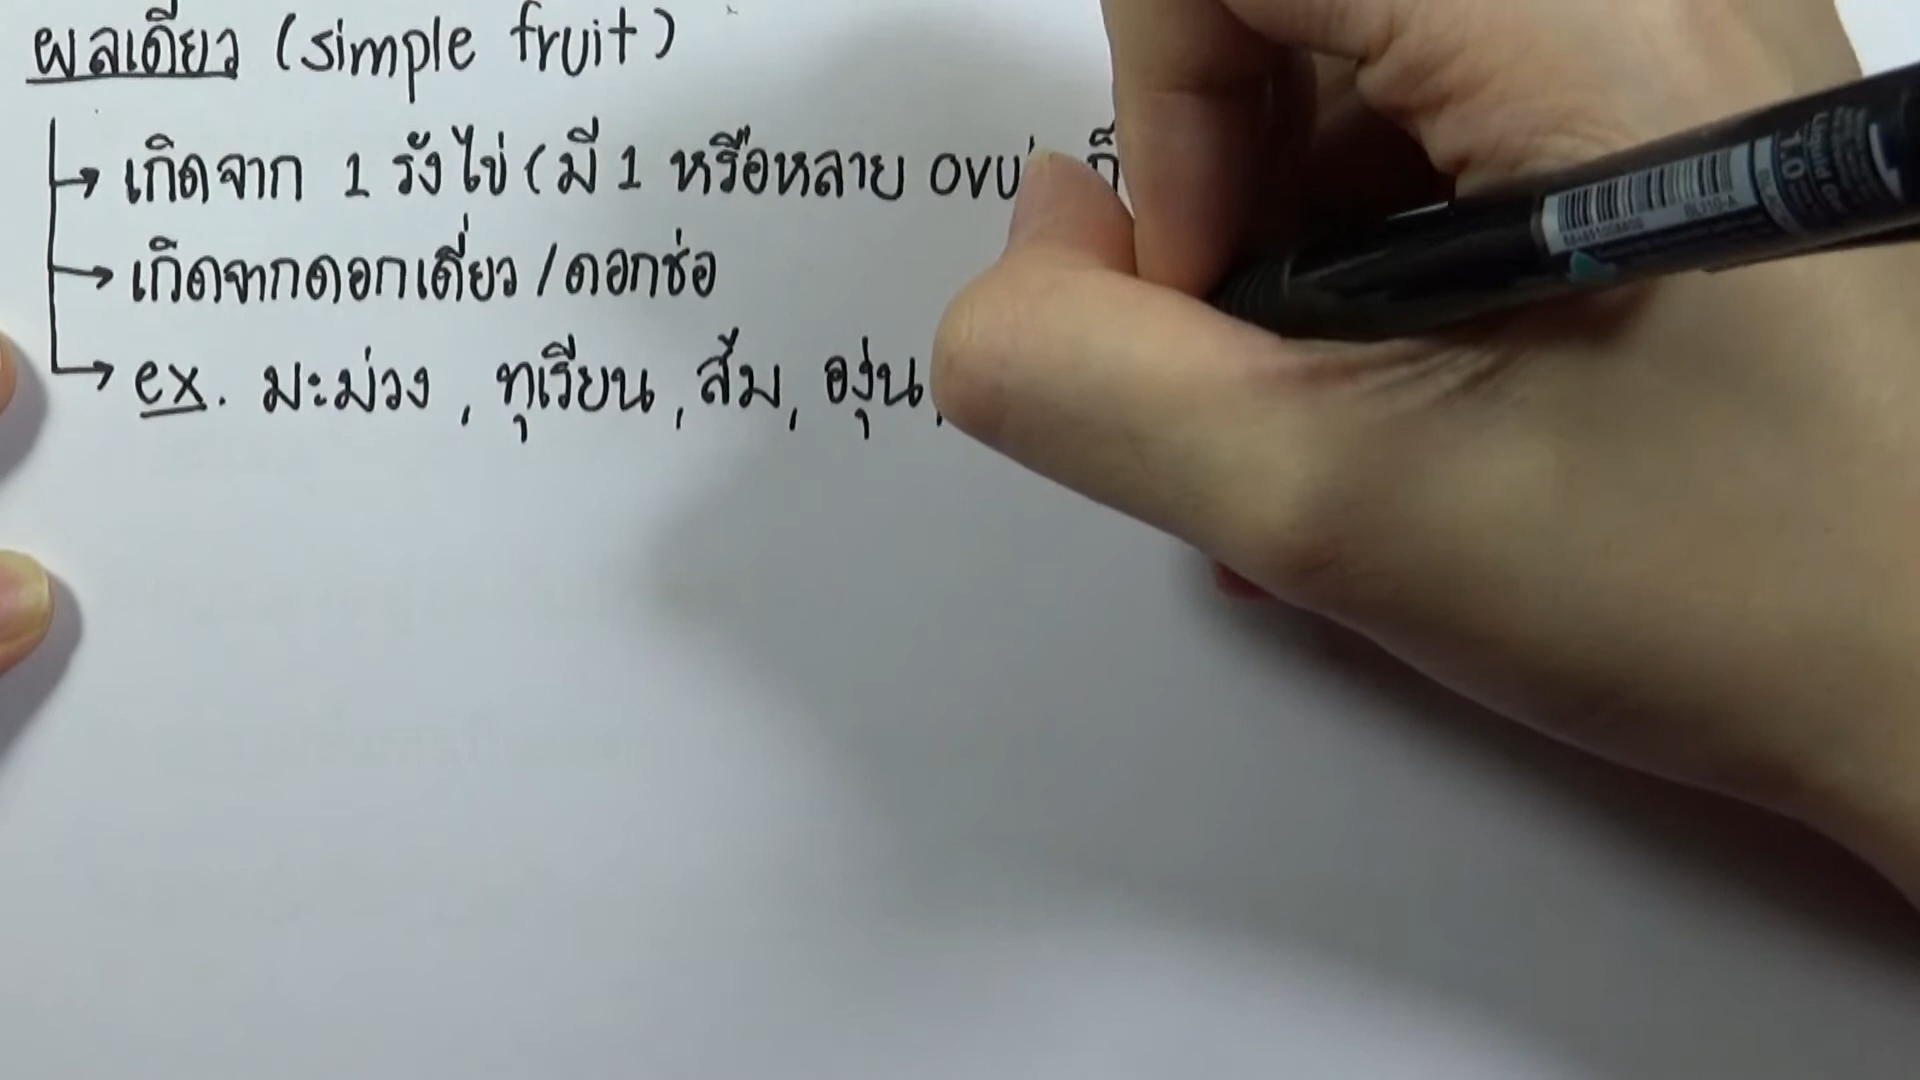 ผลเดี่ยว (simple fruit)
เกิดจาก 1 รังไข่ (มี 1 หรือหลาย
เกิดจากดอกเดี่ยว / ดอกช่อ
ex. มะม่วง , ทุเรียน , ส้ม , องุ่น ,
1.0